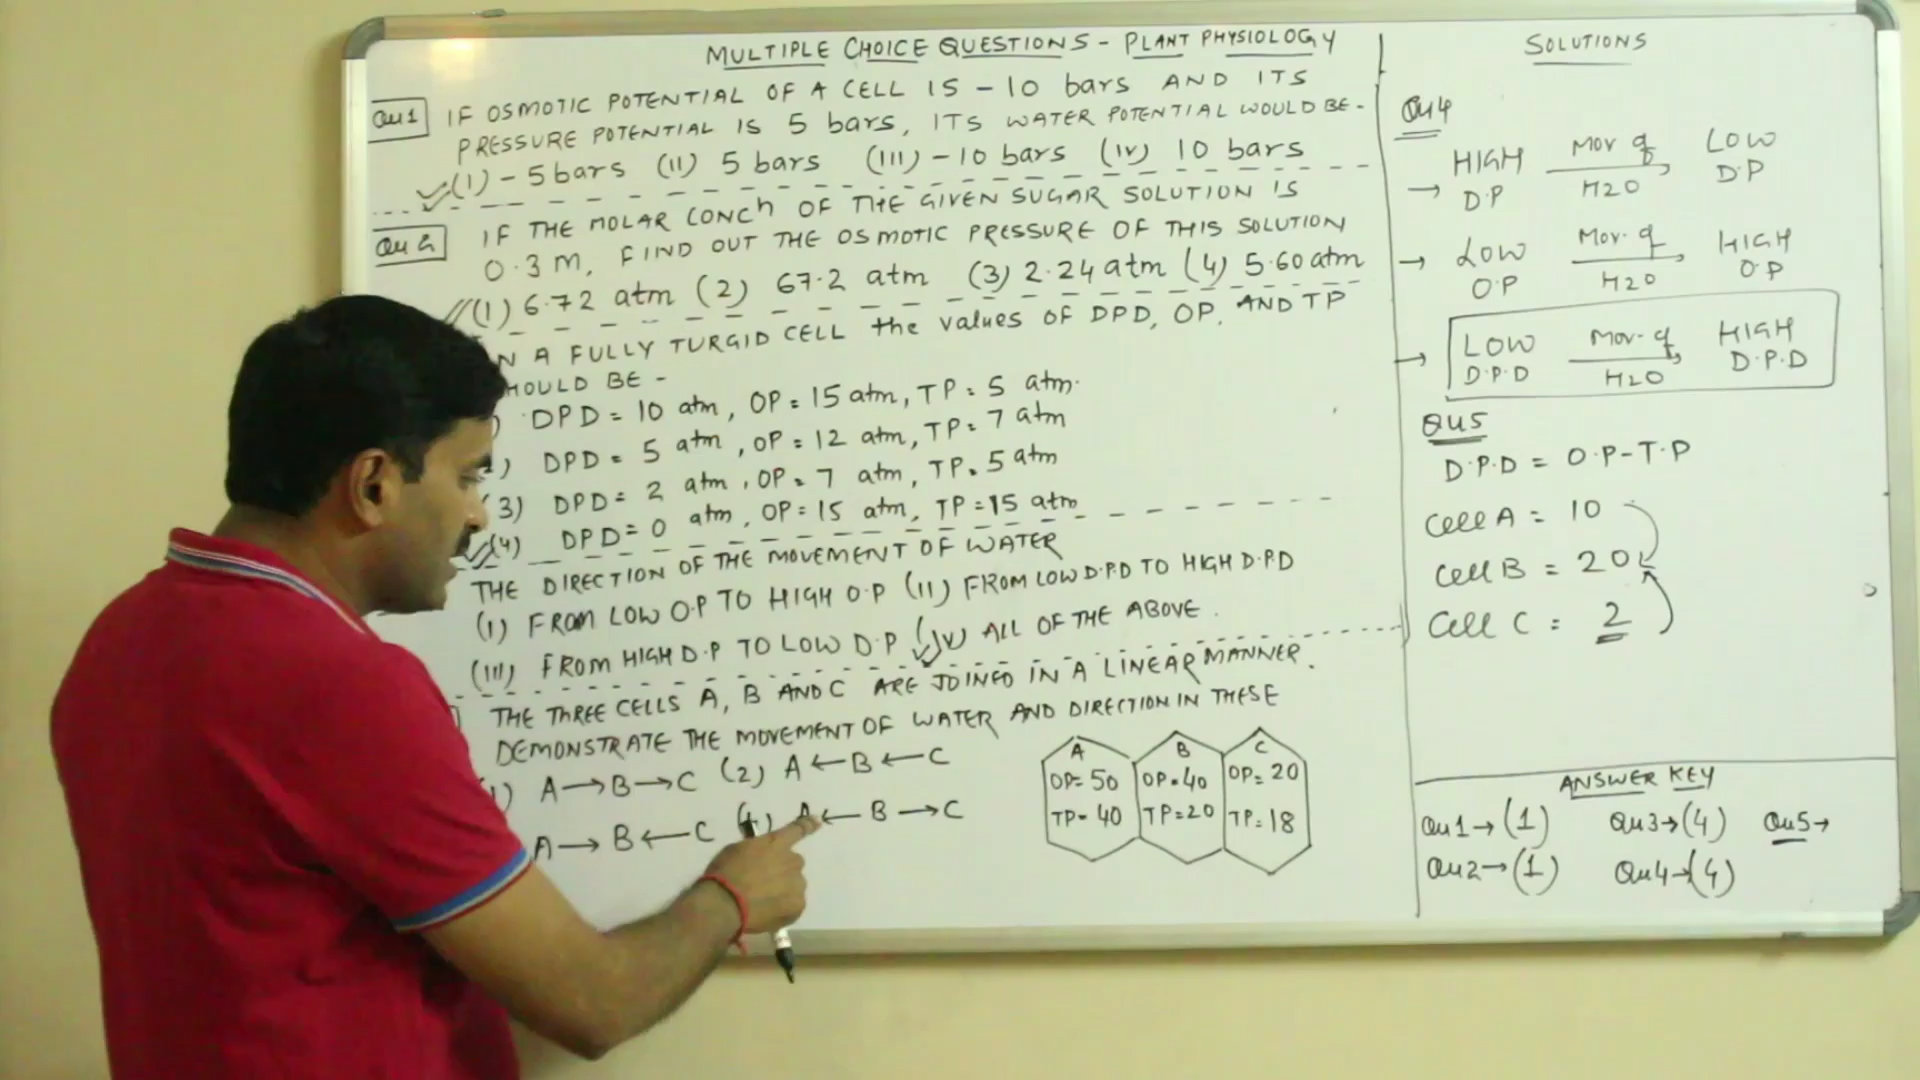 MULTIPLE CHOICE QUESTIONS - PLANT PHYSIOLOGY
Qu1 IF OSMOTIC POTENTIAL OF A CELL IS -10 bars AND ITS
PRESSURE POTENTIAL IS 5 bars, ITS WATER POTENTIAL WOULD BE-
(I) -5 bars (II) 5 bars (III) -10 bars (IV) 10 bars
Qu 2 IF THE MOLAR CONCn OF THE GIVEN SUGAR SOLUTION IS
0.3 M, FIND OUT THE OSMOTIC PRESSURE OF THIS SOLUTION
(1) 6.72 atm (2) 67.2 atm (3) 2.24 atm (4) 5.60 atm
N A FULLY TURGID CELL the values OF DPD, OP, AND TP
HOULD BE -
) DPD = 10 atm, OP = 15 atm, TP = 5 atm.
) DPD = 5 atm, OP = 12 atm, TP = 7 atm
(3) DPD = 2 atm, OP = 7 atm, TP = 5 atm
(4) DPD = 0 atm, OP = 15 atm, TP = 15 atm
THE DIRECTION OF THE MOVEMENT OF WATER
(I) FROM LOW O.P TO HIGH O.P (II) FROM LOW D.P.D TO HIGH D.P.D
(III) FROM HIGH D.P TO LOW D.P (IV) ALL OF THE ABOVE.
THE THREE CELLS A, B AND C ARE JOINED IN A LINEAR MANNER.
DEMONSTRATE THE MOVEMENT OF WATER AND DIRECTION IN THESE
) A → B → C (2) A ← B ← C
A → B ← C (4) A ← B → C
A B C
OP = 50 OP = 40 OP = 20
TP = 40 TP = 20 TP = 18
SOLUTIONS
Qu4
→ HIGH D.P Mov of H2O → LOW D.P
→ LOW O.P Mov. of H2O → HIGH O.P
→ LOW D.P.D Mov. of H2O → HIGH D.P.D
Qu5
D.P.D = O.P - T.P
Cell A = 10
Cell B = 20
Cell C = 2
ANSWER KEY
Qu1 → (1) Qu3 → (4) Qu5 →
Qu2 → (1) Qu4 → (4)